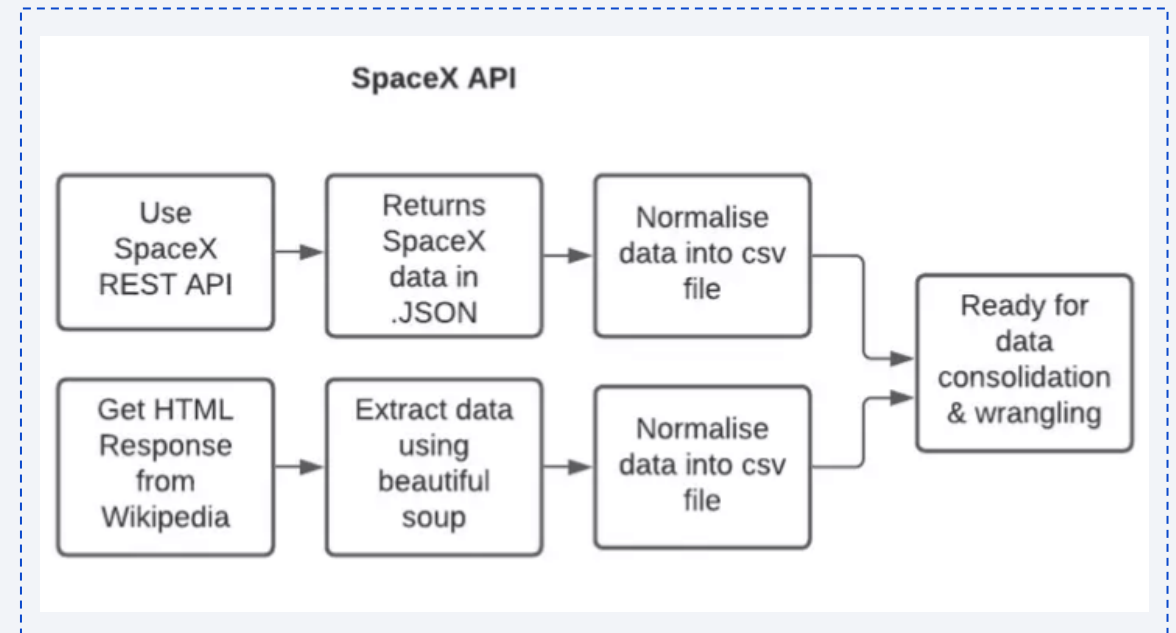 SpaceX API
Use
SpaceX
REST API
Returns
SpaceX
data in
.JSON
Normalise
data into csv
file
Get HTML
Response
from
Wikipedia
Extract data
using
beautiful
soup
Normalise
data into csv
file
Ready for
data
consolidation
& wrangling